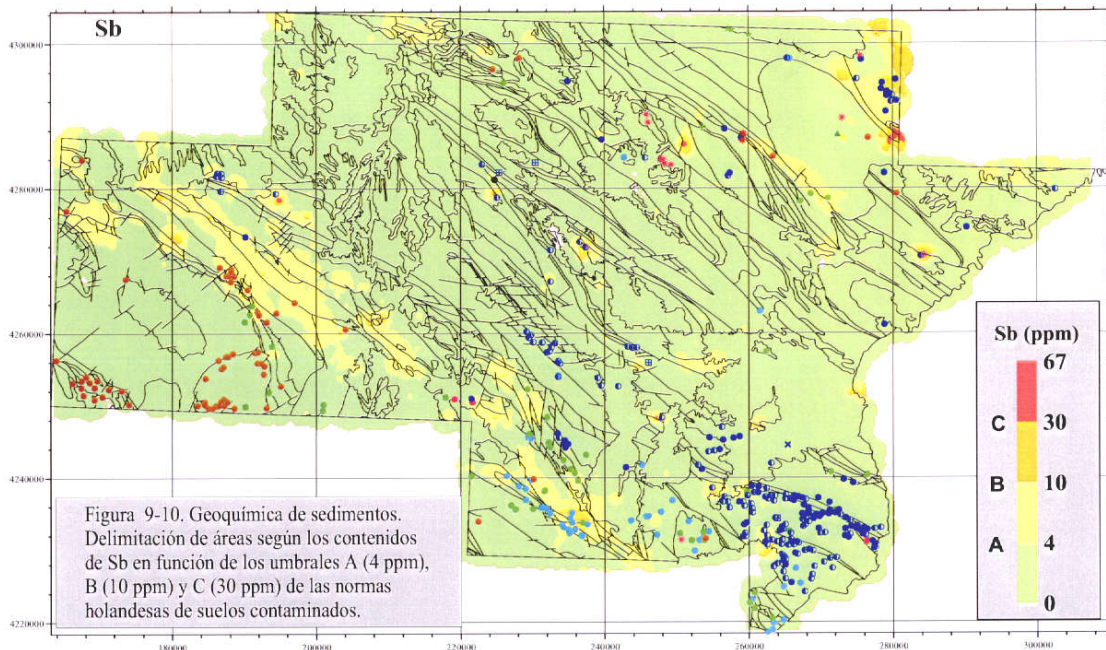 Sb
4300000
4280000
4260000
4240000
4220000
180000
200000
220000
240000
260000
280000
300000
Figura 9-10. Geoquímica de sedimentos.
Delimitación de áreas según los contenidos
de Sb en función de los umbrales A (4 ppm),
B (10 ppm) y C (30 ppm) de las normas
holandesas de suelos contaminados.
Sb (ppm)
67
C
30
B
10
A
4
0